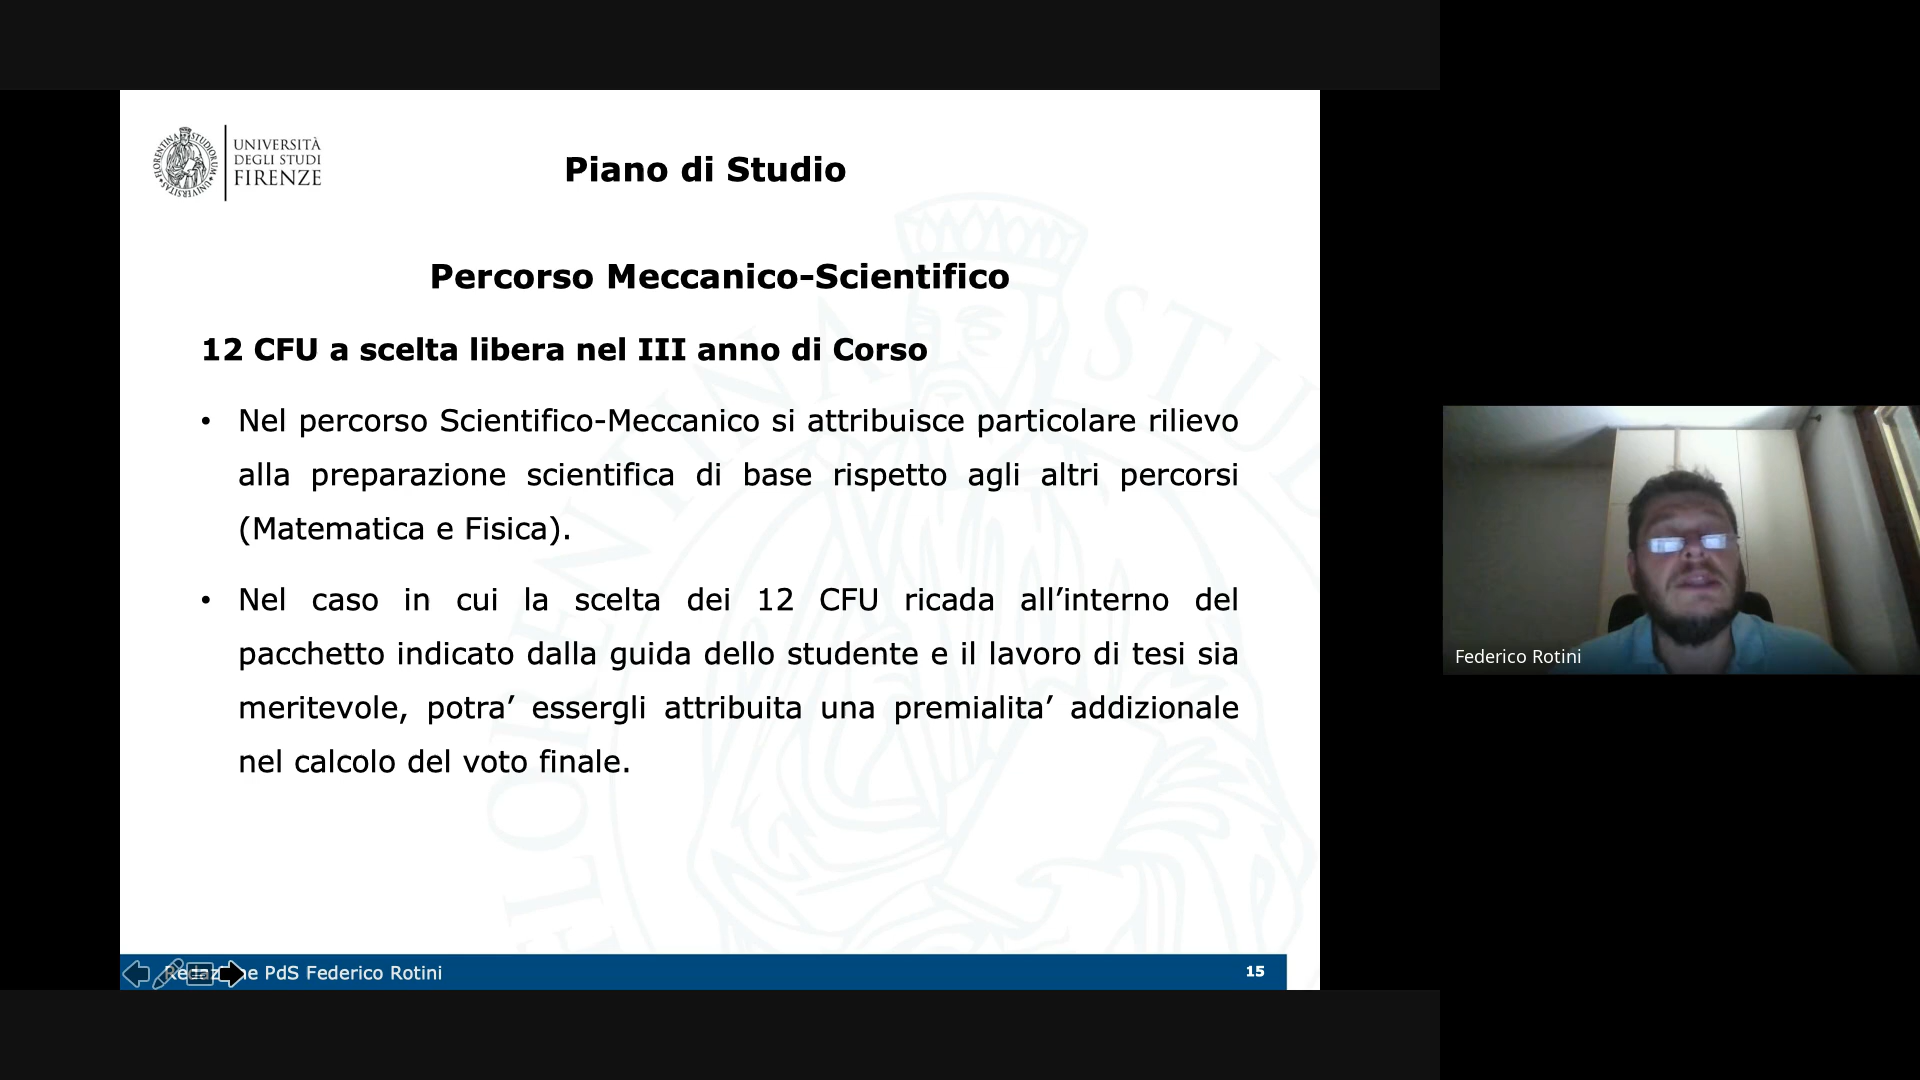 UNIVERSITÀ
DEGLI STUDI
FIRENZE
Piano di Studio
Percorso Meccanico-Scientifico
12 CFU a scelta libera nel III anno di Corso
• Nel percorso Scientifico-Meccanico si attribuisce particolare rilievo
alla preparazione scientifica di base rispetto agli altri percorsi
(Matematica e Fisica).
• Nel caso in cui la scelta dei 12 CFU ricada all’interno del
pacchetto indicato dalla guida dello studente e il lavoro di tesi sia
meritevole, potra’ essergli attribuita una premialita’ addizionale
nel calcolo del voto finale.
Redazione PdS Federico Rotini
15
Federico Rotini